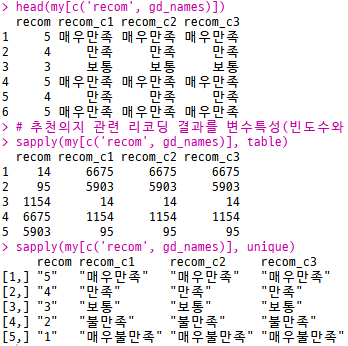 > head(my[c('recom', gd_names)])
  recom recom_c1 recom_c2 recom_c3
1     5 매우만족 매우만족 매우만족
2     4     만족     만족     만족
3     3     보통     보통     보통
4     5 매우만족 매우만족 매우만족
5     4     만족     만족     만족
6     5 매우만족 매우만족 매우만족
> # 추천의지 관련 리코딩 결과를 변수특성(빈도수와
> sapply(my[c('recom', gd_names)], table)
  recom recom_c1 recom_c2 recom_c3
1    14     6675     6675     6675
2    95     5903     5903     5903
3  1154       14       14       14
4  6675     1154     1154     1154
5  5903       95       95       95
> sapply(my[c('recom', gd_names)], unique)
     recom recom_c1     recom_c2     recom_c3
[1,] "5"   "매우만족"   "매우만족"   "매우만족"
[2,] "4"   "만족"       "만족"       "만족"
[3,] "3"   "보통"       "보통"       "보통"
[4,] "2"   "불만족"     "불만족"     "불만족"
[5,] "1"   "매우불만족" "매우불만족" "매우불만족"